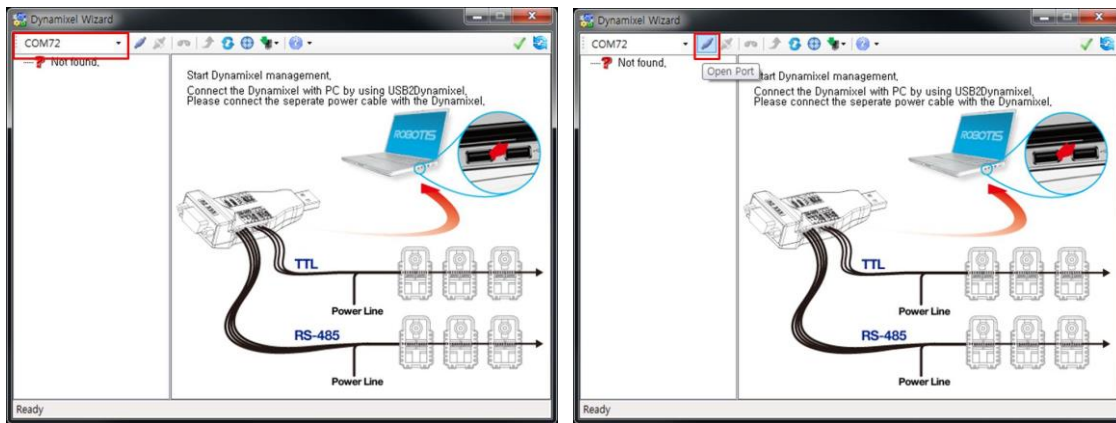 Dynamixel Wizard
COM72
Not found.
Start Dynamixel management.
Connect the Dynamixel with PC by using USB2Dynamixel.
Please connect the seperate power cable with the Dynamixel.
ROBOTIS
TTL
Power Line
RS-485
Power Line
Ready
Dynamixel Wizard
COM72
Not found.
Open Port
tart Dynamixel management.
Connect the Dynamixel with PC by using USB2Dynamixel.
Please connect the seperate power cable with the Dynamixel.
ROBOTIS
TTL
Power Line
RS-485
Power Line
Ready